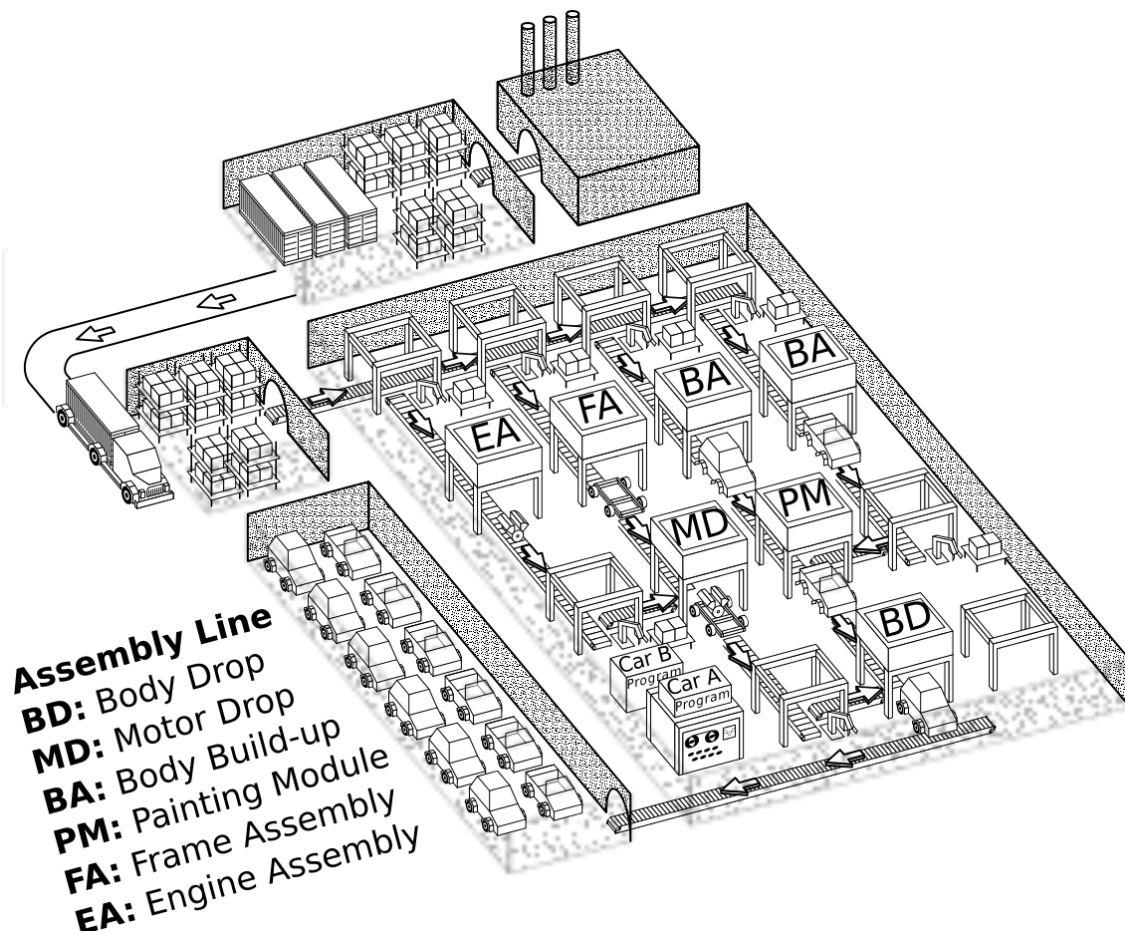 BA
BA
FA
EA
PM
MD
BD
Car B
Program
Car A
Program
Assembly Line
BD: Body Drop
MD: Motor Drop
BA: Body Build-up
PM: Painting Module
FA: Frame Assembly
EA: Engine Assembly